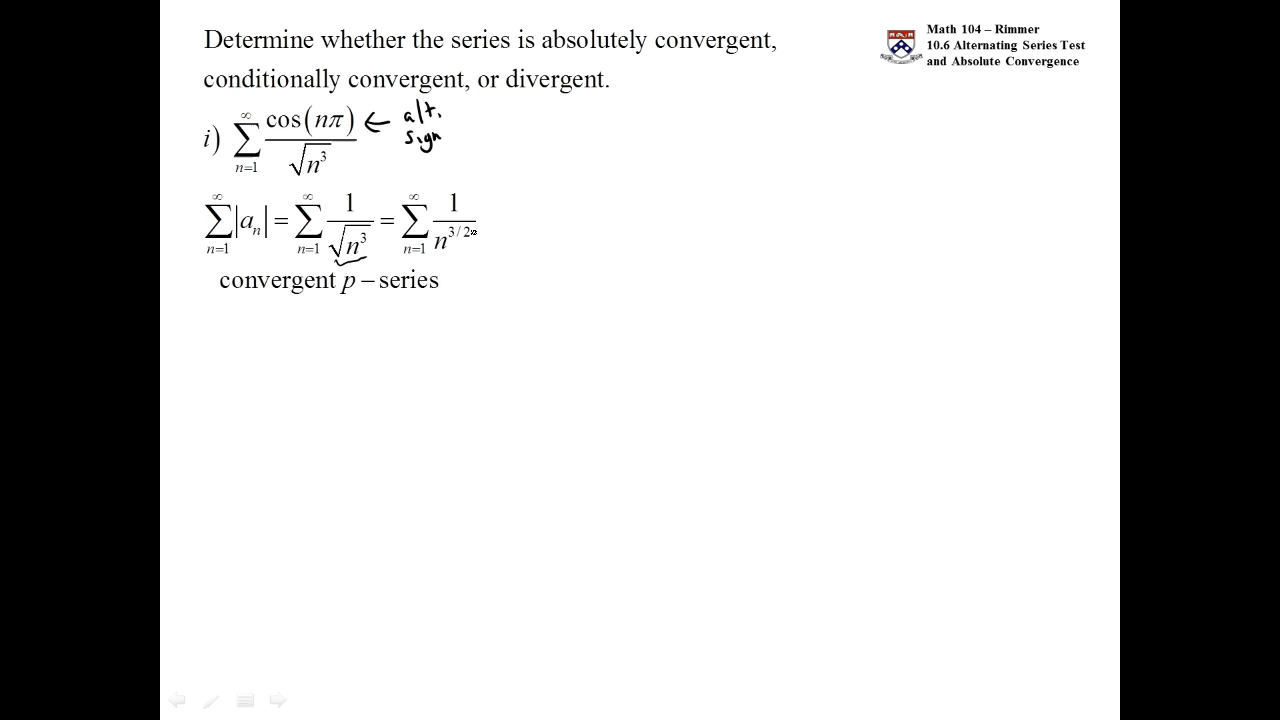 Determine whether the series is absolutely convergent,
conditionally convergent, or divergent.
Math 104 – Rimmer
10.6 Alternating Series Test
and Absolute Convergence
i) ∑_{n=1}^{∞} cos(nπ)/√(n³) ← alt. sign
∑_{n=1}^{∞} |aₙ| = ∑_{n=1}^{∞} 1/√(n³) = ∑_{n=1}^{∞} 1/n^{3/2}
convergent p – series